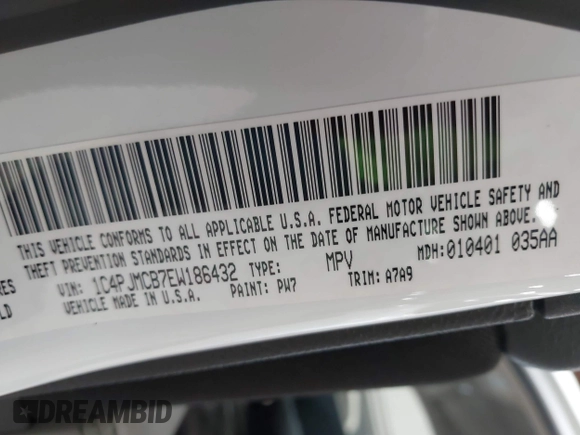 THIS VEHICLE CONFORMS TO ALL APPLICABLE U.S.A. FEDERAL MOTOR VEHICLE SAFETY AND
THEFT PREVENTION STANDARDS IN EFFECT ON THE DATE OF MANUFACTURE SHOWN ABOVE.
RES
VIN: 1C4PJMCB7EW186432 TYPE: MPV MDH: 010401 035AA
LD
VEHICLE MADE IN U.S.A. PAINT: PW7 TRIM: A7A9
DREAMBID